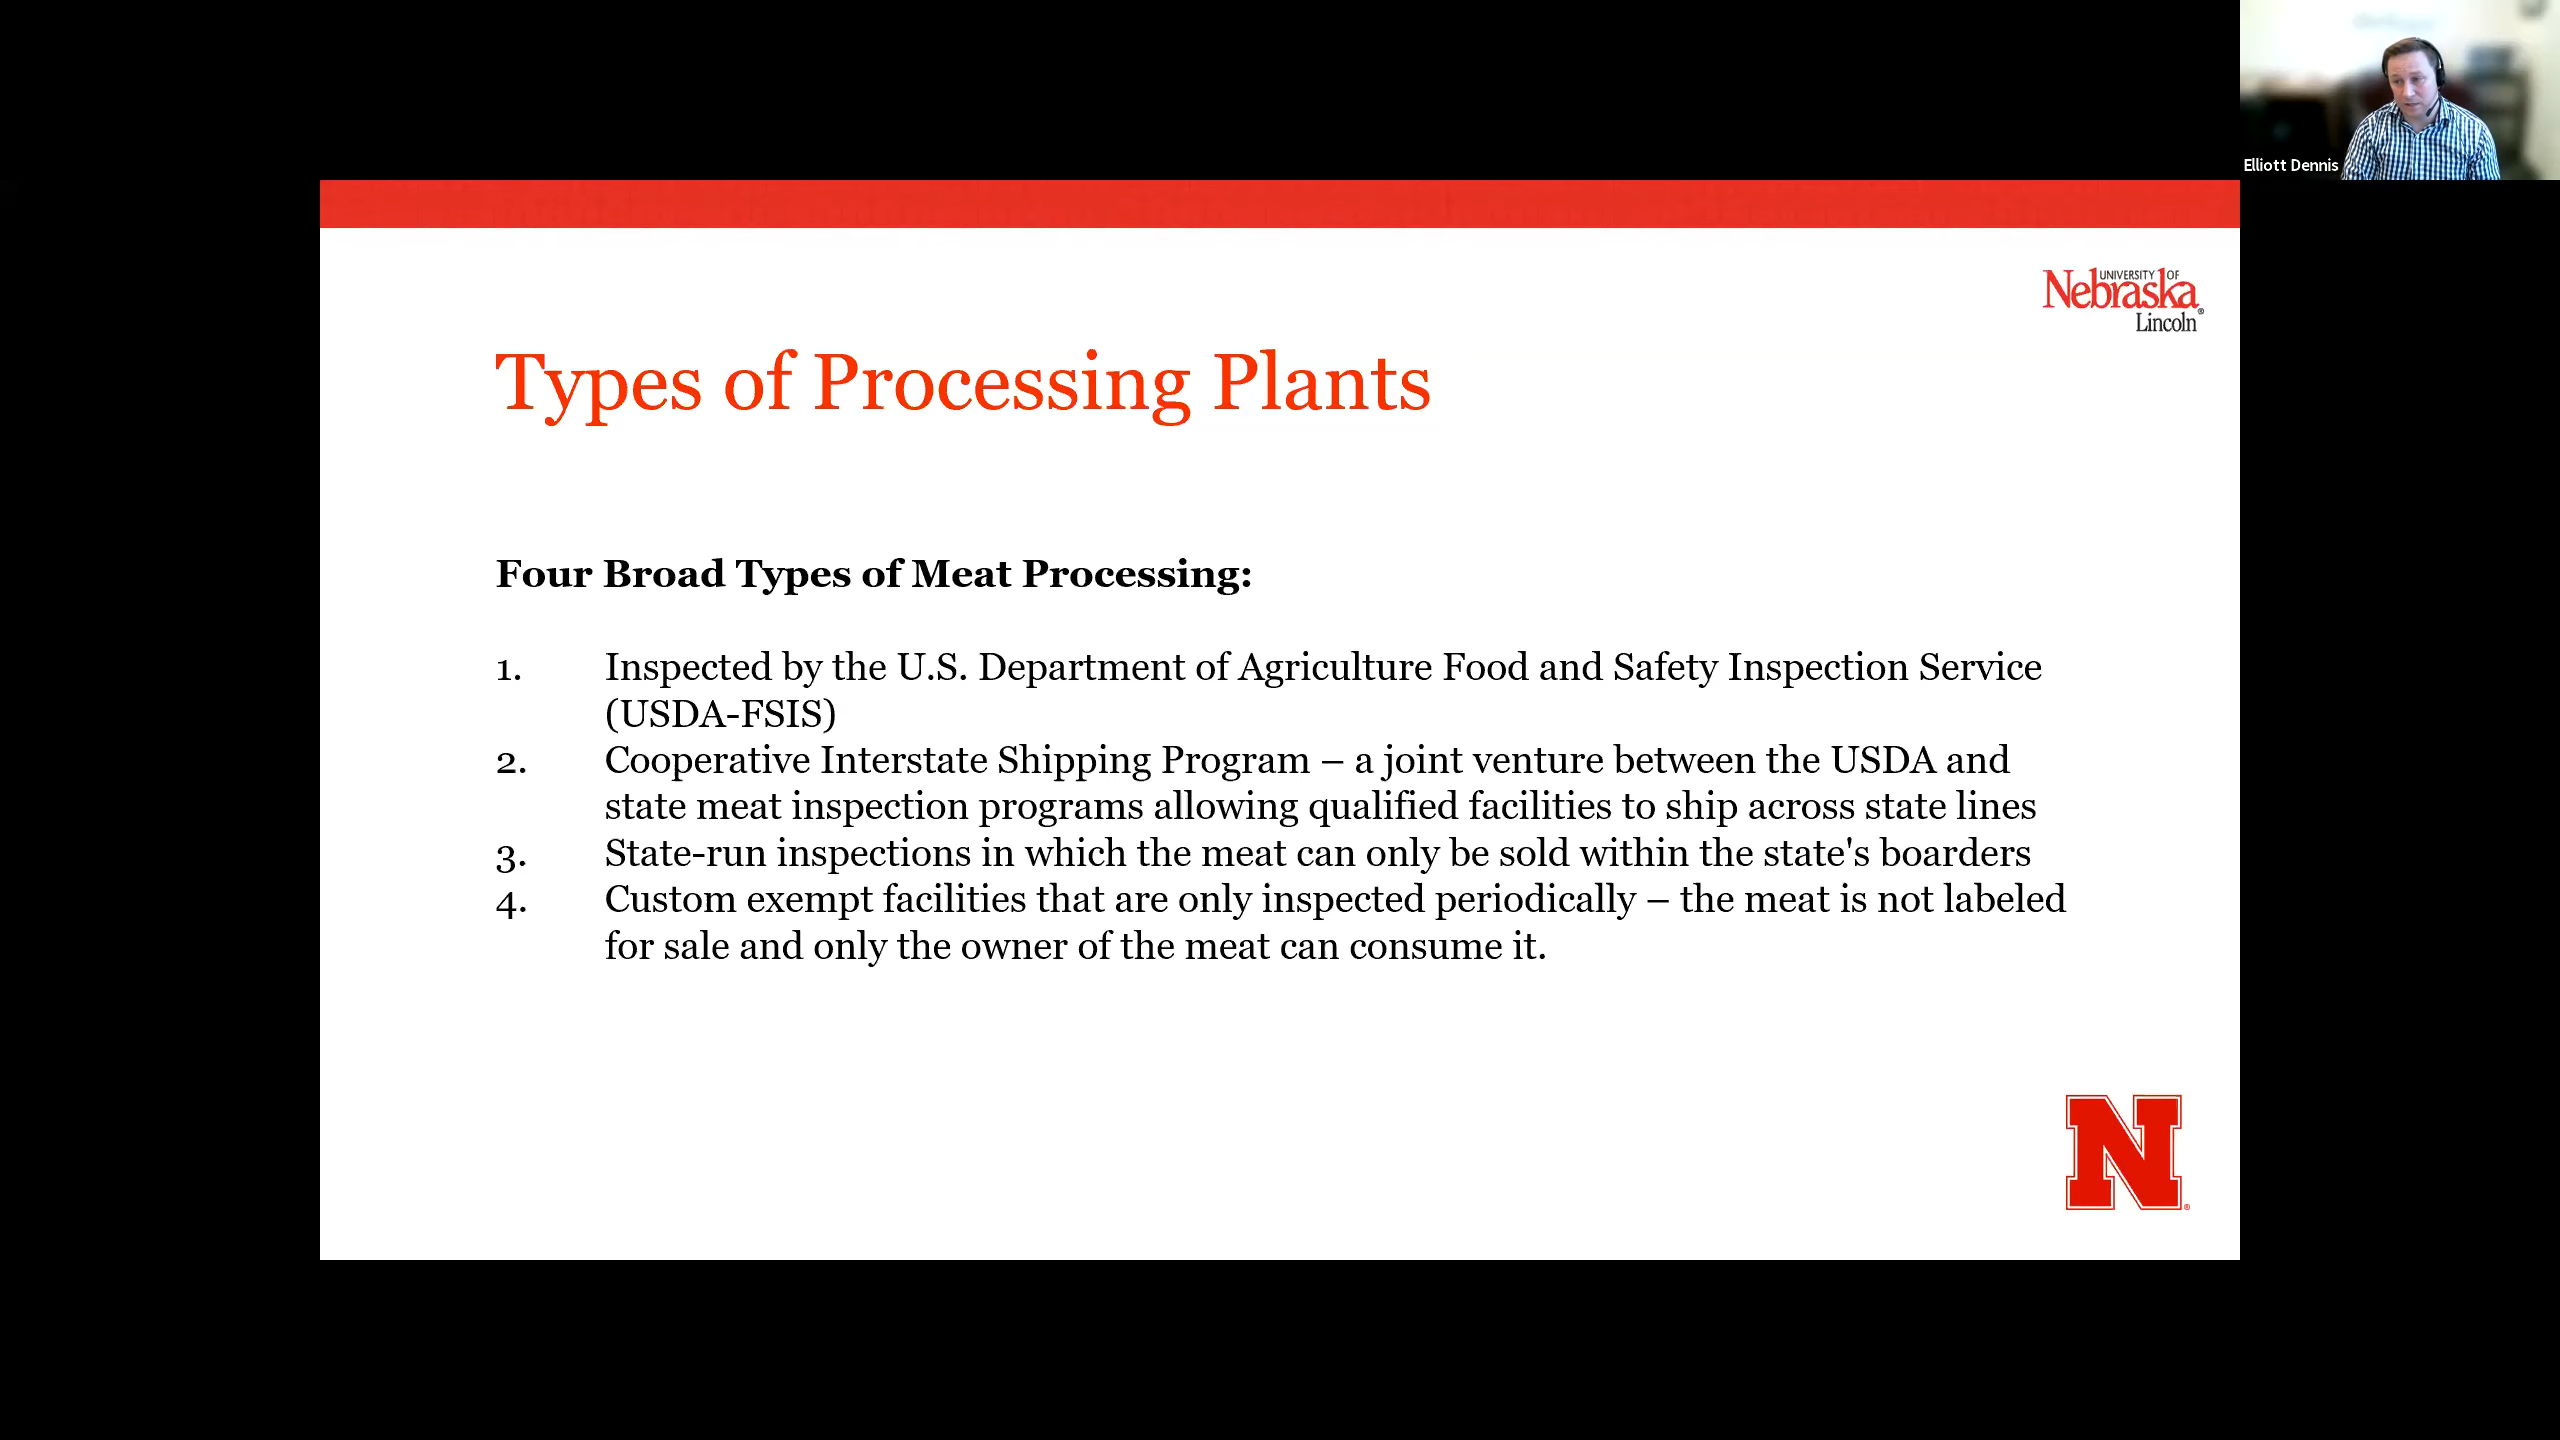 Elliott Dennis
UNIVERSITY OF
Nebraska®
Lincoln
Types of Processing Plants
Four Broad Types of Meat Processing:
1. Inspected by the U.S. Department of Agriculture Food and Safety Inspection Service
(USDA-FSIS)
2. Cooperative Interstate Shipping Program – a joint venture between the USDA and
state meat inspection programs allowing qualified facilities to ship across state lines
3. State-run inspections in which the meat can only be sold within the state's boarders
4. Custom exempt facilities that are only inspected periodically – the meat is not labeled
for sale and only the owner of the meat can consume it.
N®